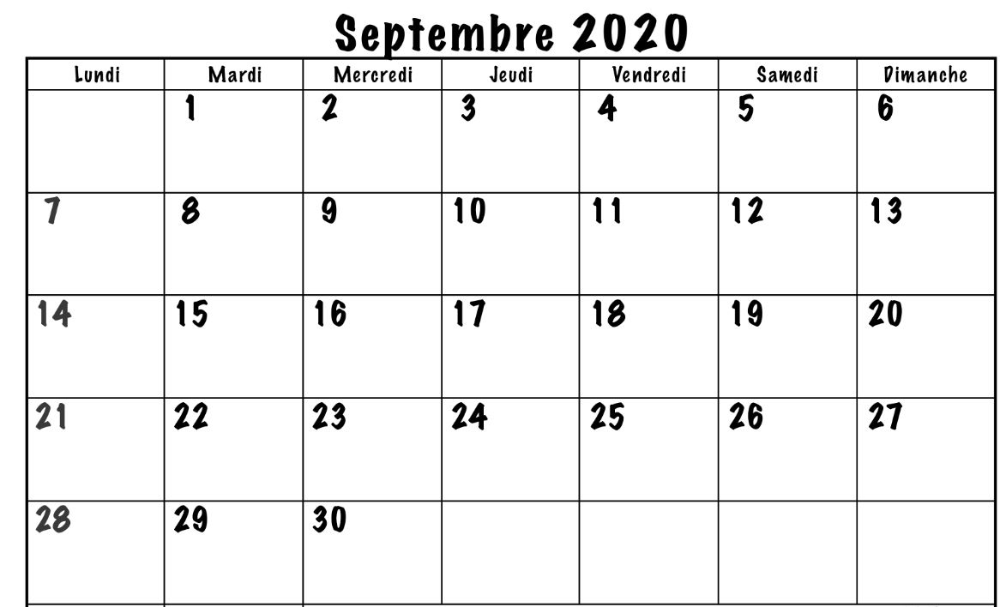 Septembre 2020
Lundi Mardi Mercredi Jeudi Vendredi Samedi Dimanche
1 2 3 4 5 6
7 8 9 10 11 12 13
14 15 16 17 18 19 20
21 22 23 24 25 26 27
28 29 30